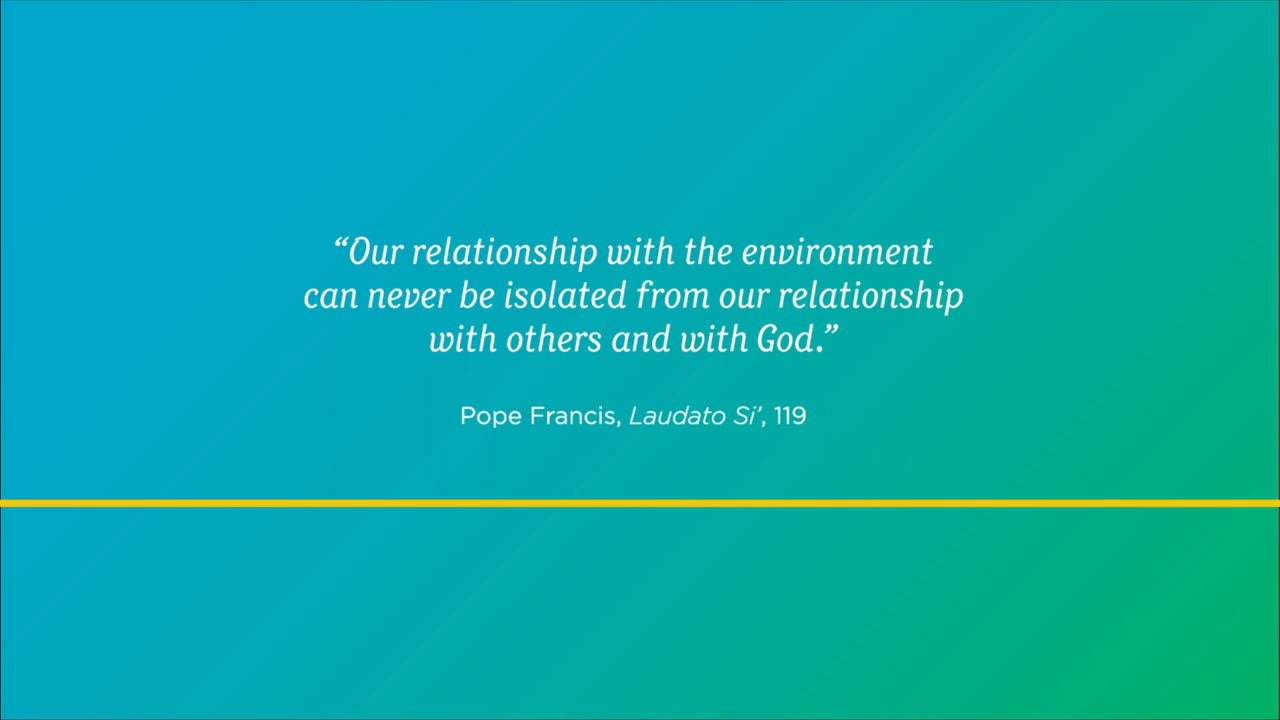 “Our relationship with the environment
can never be isolated from our relationship
with others and with God.”
Pope Francis, Laudato Si’, 119